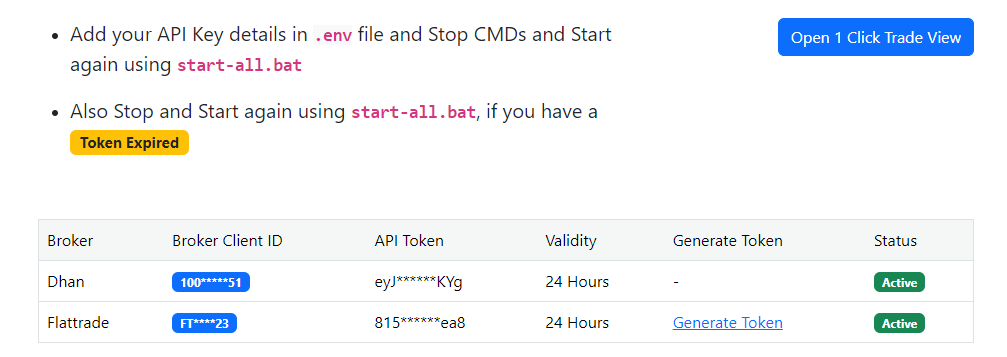 Add your API Key details in .env file and Stop CMDs and Start
again using start-all.bat
Open 1 Click Trade View
Also Stop and Start again using start-all.bat, if you have a
Token Expired
Broker Broker Client ID API Token Validity Generate Token Status
Dhan 100*****51 eyJ******KYg 24 Hours - Active
Flattrade FT****23 815******ea8 24 Hours Generate Token Active